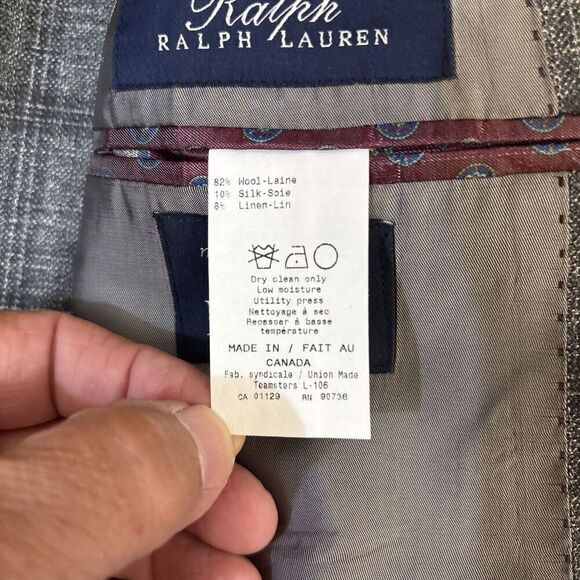 Ralph
RALPH LAUREN
82% Wool-Laine
10% Silk-Soie
8% Linen-Lin
Dry clean only
Low moisture
Utility press
Nettoyage à sec
Repasser à basse
température
MADE IN / FAIT AU
CANADA
Fab. syndicale / Union Made
Teamsters L-106
CA 01129 RN 90736